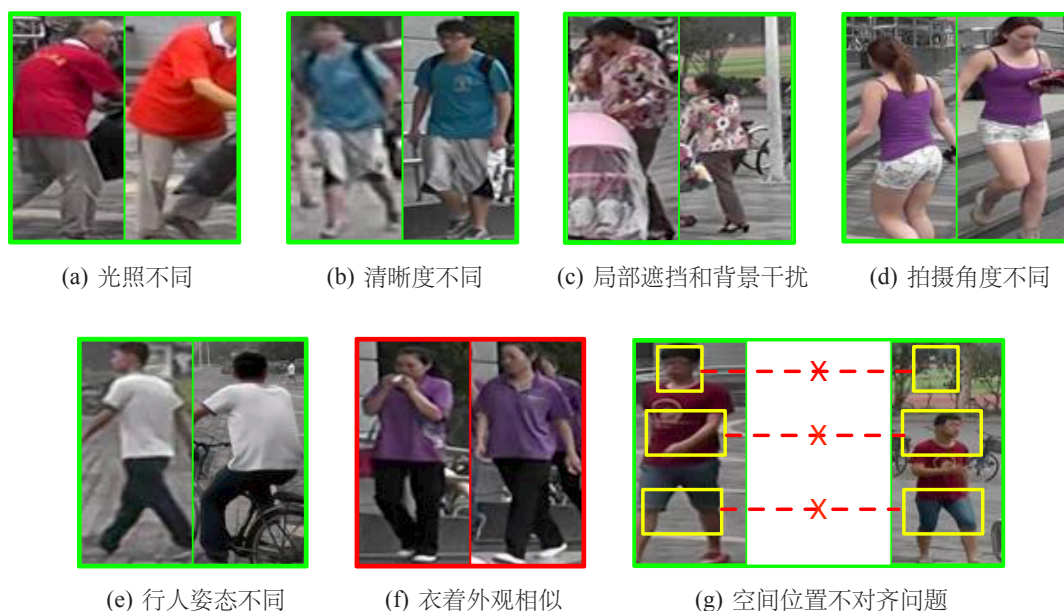 (a) 光照不同
(b) 清晰度不同
(c) 局部遮挡和背景干扰
(d) 拍摄角度不同
X
X
X
(e) 行人姿态不同
(f) 衣着外观相似
(g) 空间位置不对齐问题